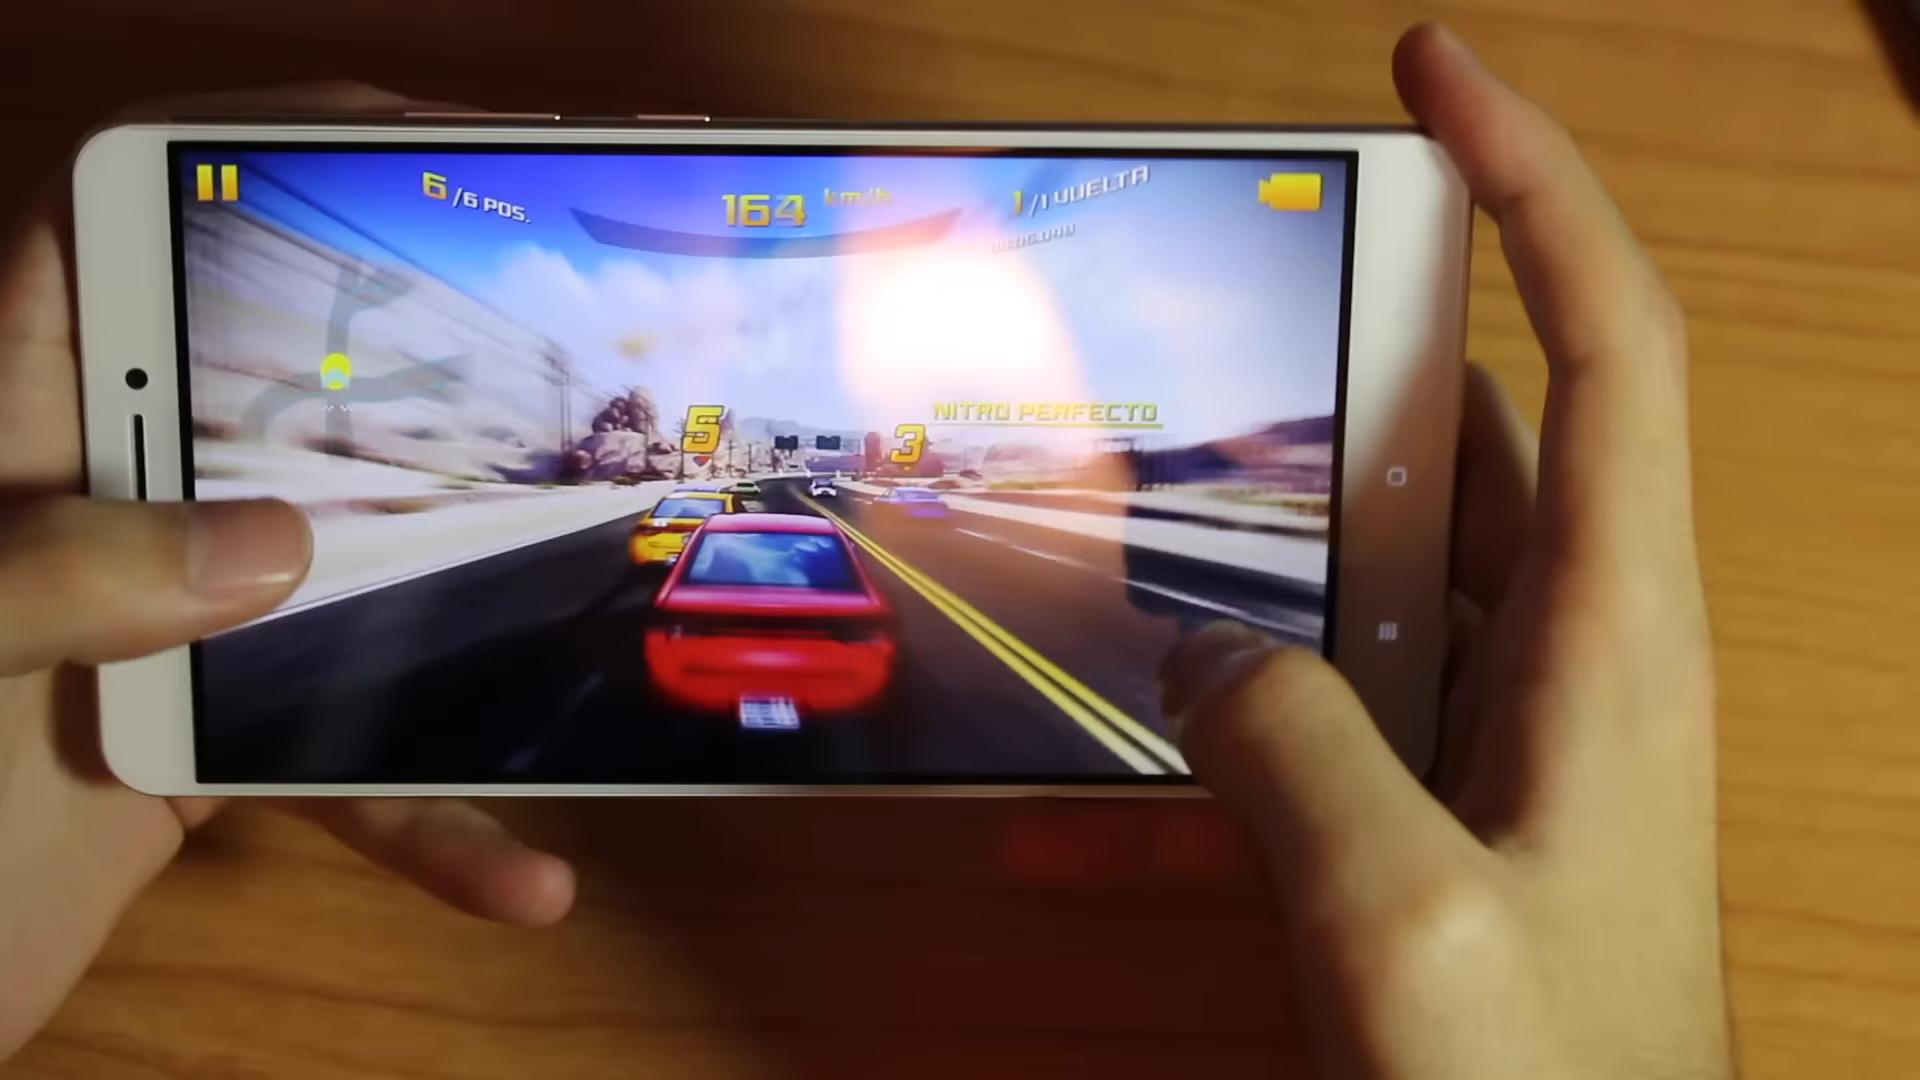 6/6 POS.
164 km/h
1/1 VUELTA
5
3
NITRO PERFECTO